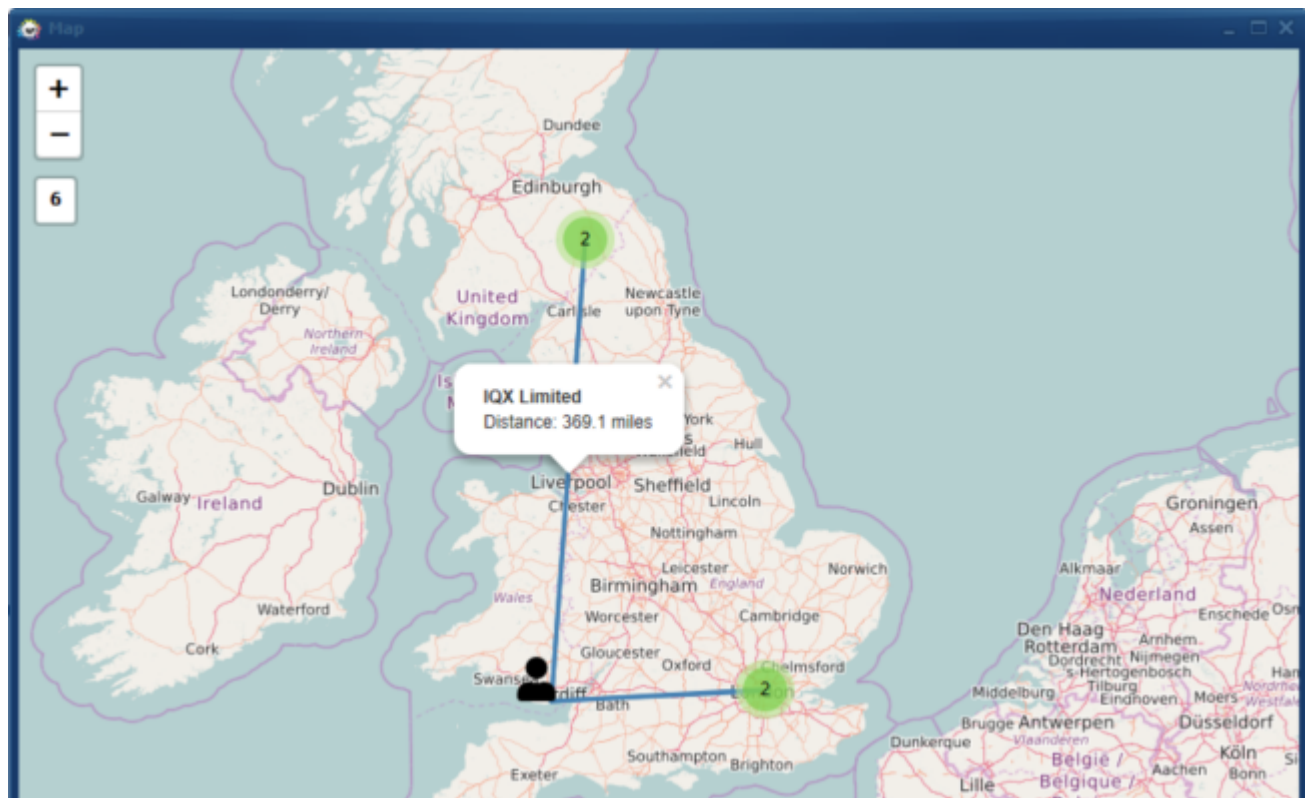 Map
+
−
6
Dundee
Edinburgh
2
Londonderry/
Derry
Northern
Ireland
United
Kingdom
Carlisle
Newcastle
upon Tyne
IQX Limited
Distance: 369.1 miles
York
Hull
Liverpool
Sheffield
Chester
Lincoln
Galway
Ireland
Dublin
Nottingham
Leicester
Norwich
Birmingham
England
Wales
Worcester
Cambridge
Waterford
Cork
Gloucester
Oxford
Chelmsford
Swansea
2
Bath
Southampton
Brighton
Exeter
Groningen
Assen
Alkmaar
Nederland
Enschede
Den Haag
Rotterdam
Arnhem
Dordrecht
Nijmegen
's-Hertogenbosch
Tilburg
Eindhoven
Middelburg
Moers
Brugge
Antwerpen
Düsseldorf
Vlaanderen
Dunkerque
België /
Belgique /
Aachen
Köln
Bonn
Lille